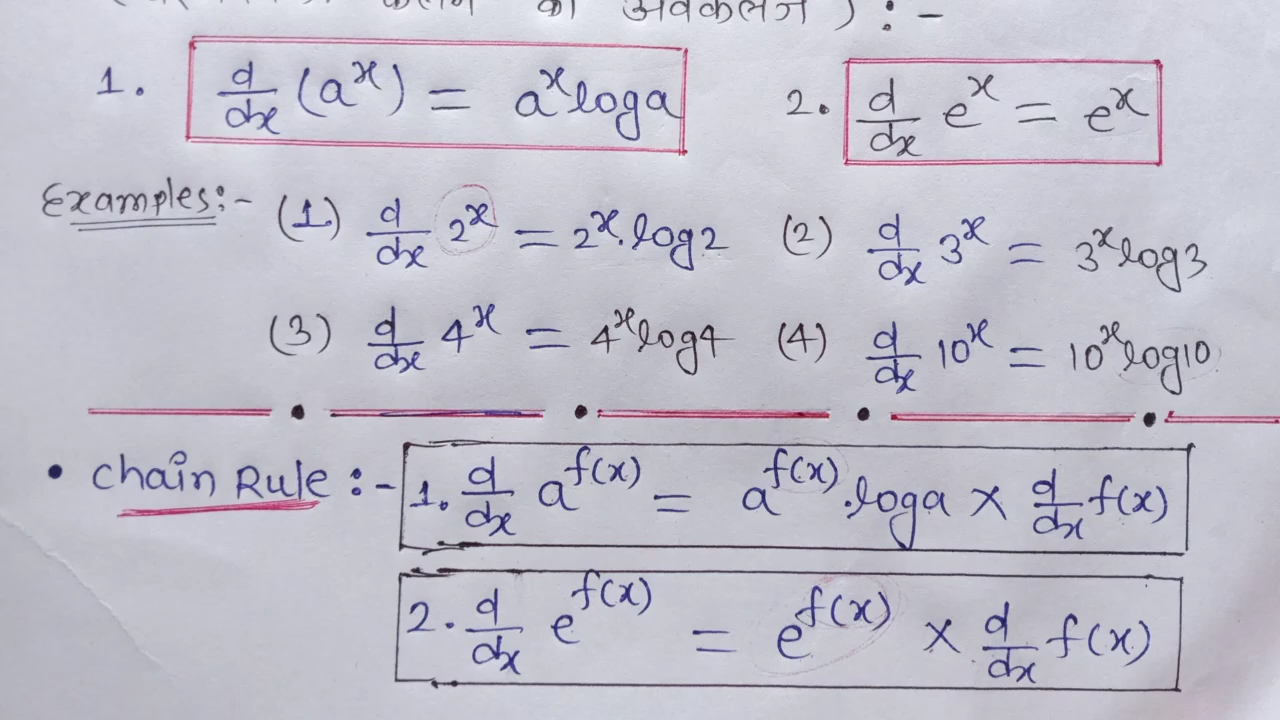 का अवकलन ) : -
1. d/dx (a^x) = a^x log a 2. d/dx e^x = e^x
Examples:- (1) d/dx 2^x = 2^x. log2 (2) d/dx 3^x = 3^x log3
(3) d/dx 4^x = 4^x log4 (4) d/dx 10^x = 10^x log10
• Chain Rule :- 1. d/dx a^f(x) = a^f(x) . log a × d/dx f(x)
2. d/dx e^f(x) = e^f(x) × d/dx f(x)